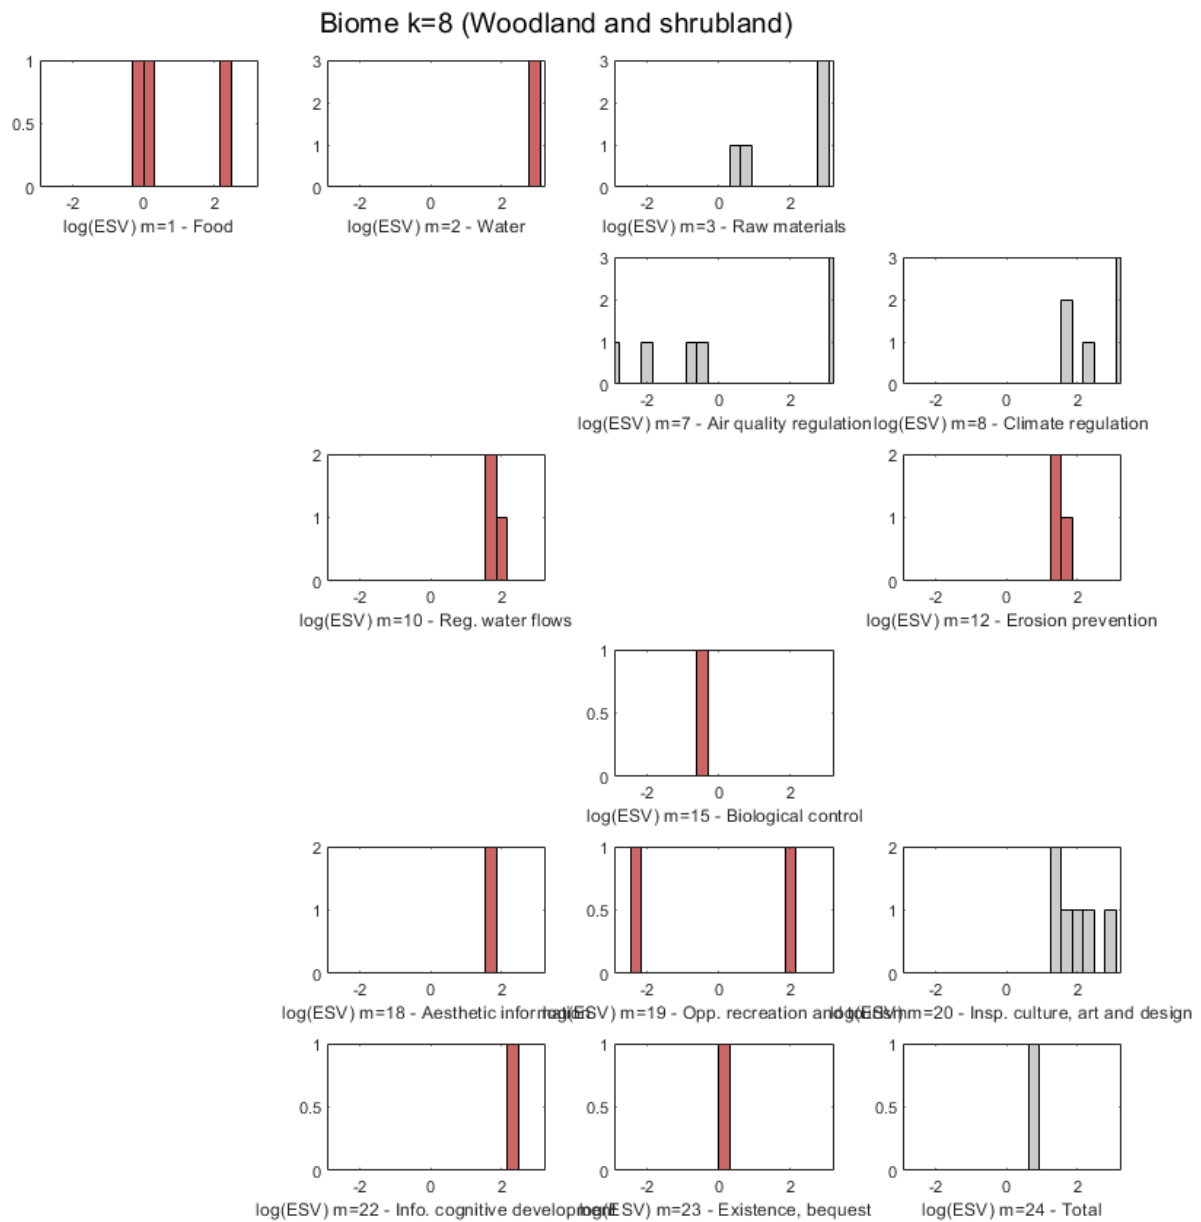 Biome k=8 (Woodland and shrubland)
1
0.5
0
-2 0 2
log(ESV) m=1 - Food
3
2
1
0
-2 0 2
log(ESV) m=2 - Water
3
2
1
0
-2 0 2
log(ESV) m=3 - Raw materials
3
2
1
0
-2 0 2
log(ESV) m=7 - Air quality regulation
3
2
1
0
-2 0 2
log(ESV) m=8 - Climate regulation
2
1
0
-2 0 2
log(ESV) m=10 - Reg. water flows
2
1
0
-2 0 2
log(ESV) m=12 - Erosion prevention
1
0.5
0
-2 0 2
log(ESV) m=15 - Biological control
2
1
0
-2 0 2
log(ESV) m=18 - Aesthetic information
1
0.5
0
-2 0 2
log(ESV) m=19 - Opp. recreation and tourism
2
1
0
-2 0 2
log(ESV) m=20 - Insp. culture, art and design
1
0.5
0
-2 0 2
log(ESV) m=22 - Info. cognitive development
1
0.5
0
-2 0 2
log(ESV) m=23 - Existence, bequest
1
0.5
0
-2 0 2
log(ESV) m=24 - Total